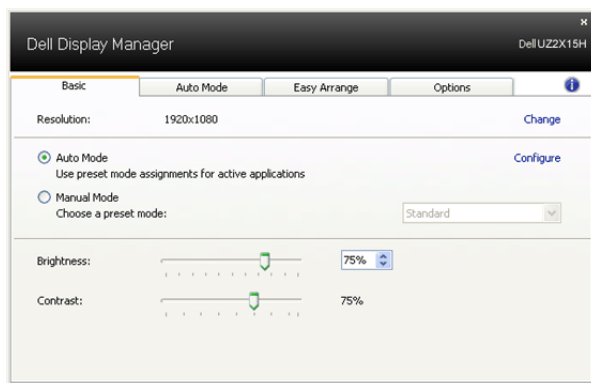 x
Dell Display Manager
Dell UZ2X15H
Basic
Auto Mode
Easy Arrange
Options
i
Resolution:
1920x1080
Change
Auto Mode
Configure
Use preset mode assignments for active applications
Manual Mode
Choose a preset mode:
Standard
Brightness:
75%
Contrast:
75%